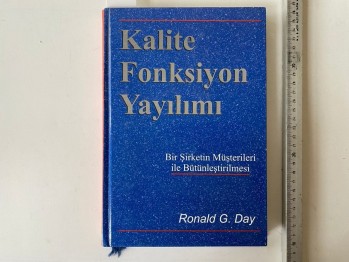 Kalite
Fonksiyon
Yayılımı
Bir Şirketin Müşterileri
ile Bütünleştirilmesi
Ronald G. Day